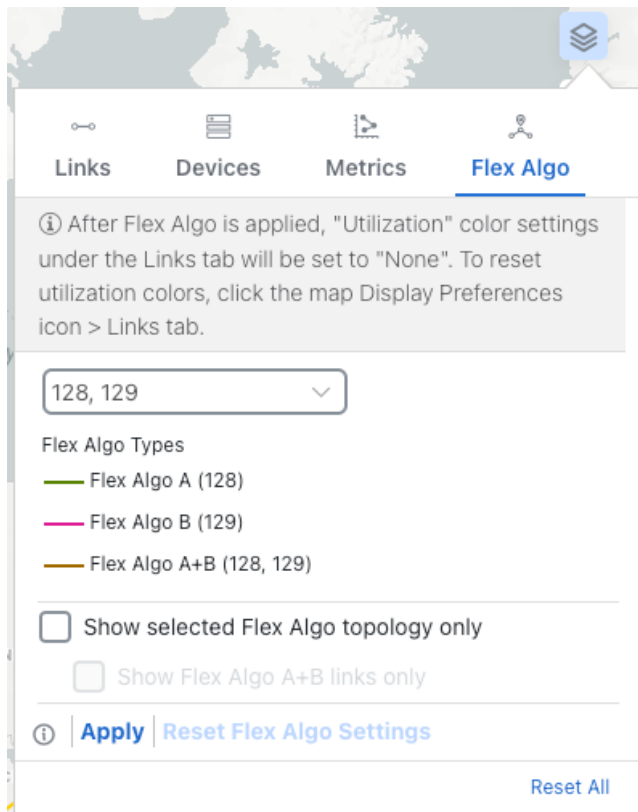 Links Devices Metrics Flex Algo
ⓘ After Flex Algo is applied, "Utilization" color settings
under the Links tab will be set to "None". To reset
utilization colors, click the map Display Preferences
icon > Links tab.
128, 129
Flex Algo Types
Flex Algo A (128)
Flex Algo B (129)
Flex Algo A+B (128, 129)
Show selected Flex Algo topology only
Show Flex Algo A+B links only
ⓘ Apply Reset Flex Algo Settings
Reset All